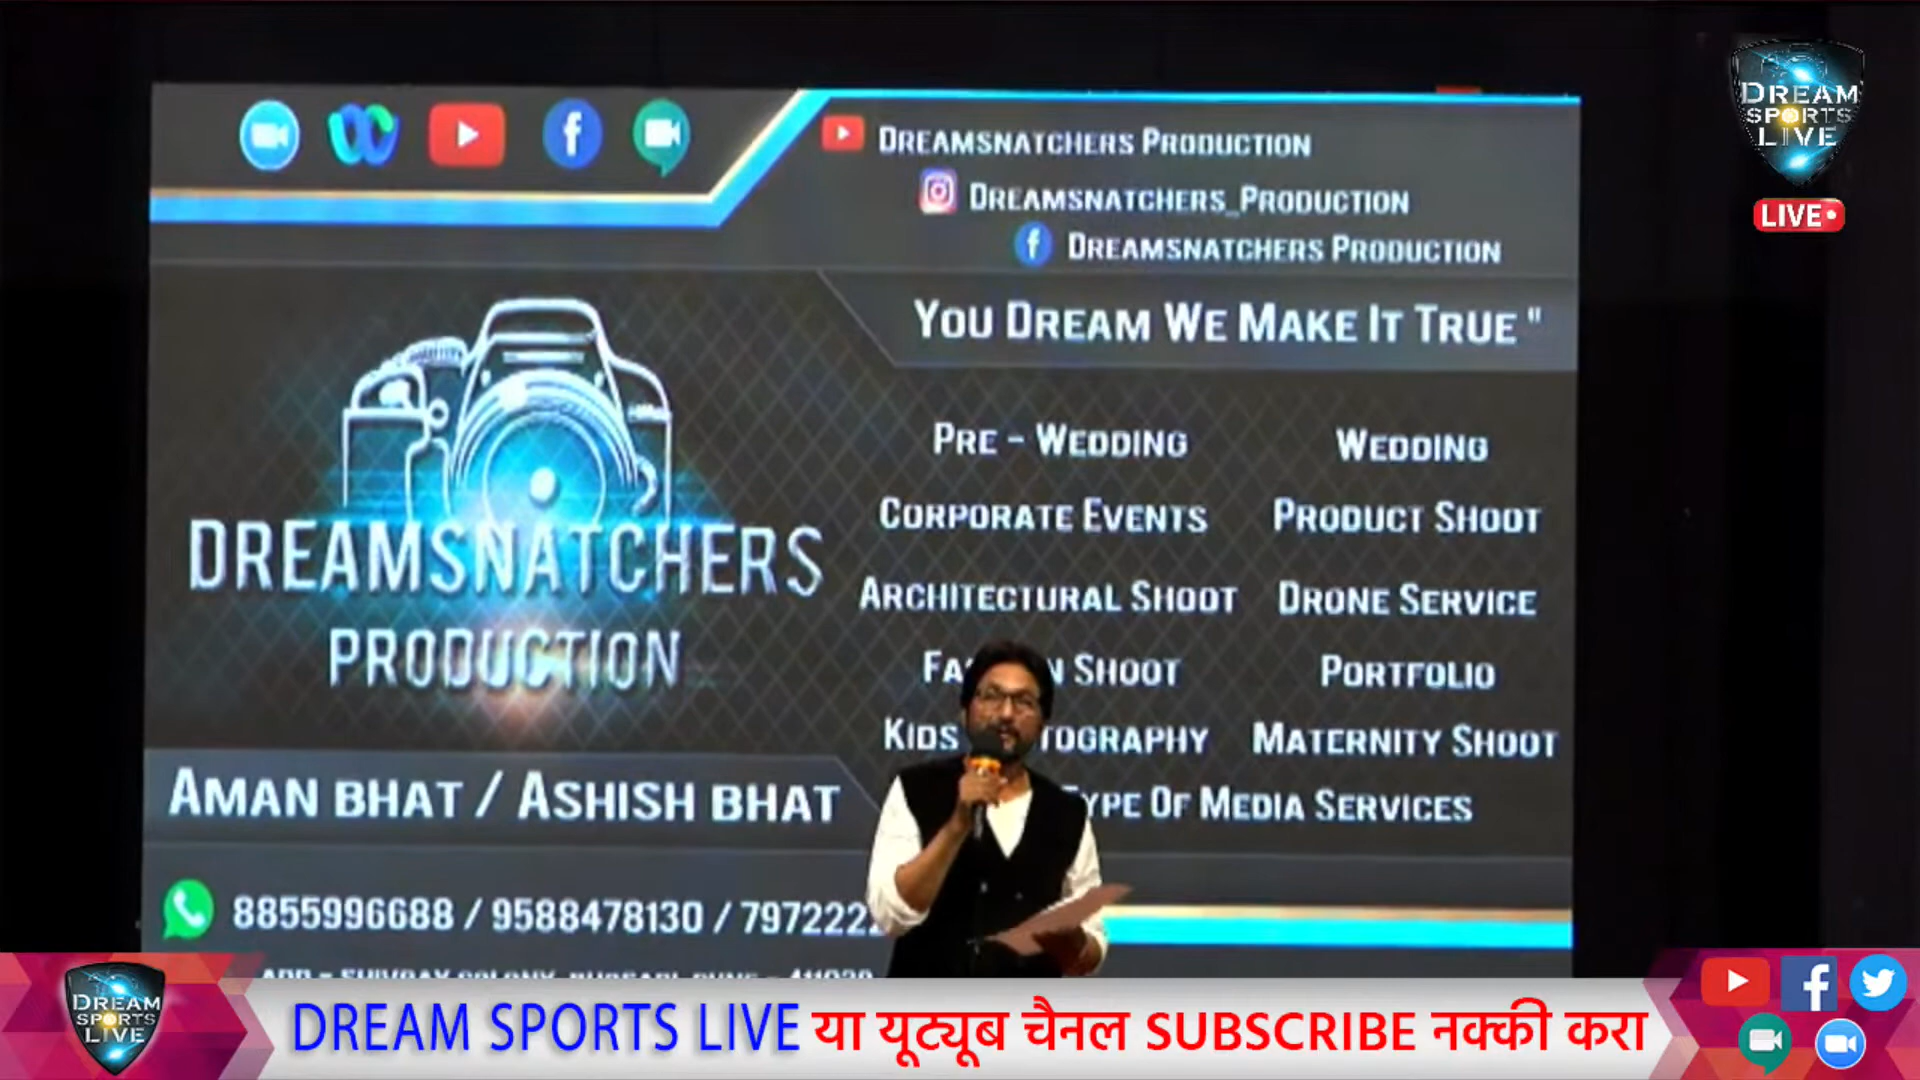 DREAMSNATCHERS PRODUCTION
DREAMSNATCHERS_PRODUCTION
DREAMSNATCHERS PRODUCTION
DREAM SPORTS LIVE
LIVE
YOU DREAM WE MAKE IT TRUE "
PRE - WEDDING WEDDING
CORPORATE EVENTS PRODUCT SHOOT
ARCHITECTURAL SHOOT DRONE SERVICE
SHOOT PORTFOLIO
KIDS MATERNITY SHOOT
OF MEDIA SERVICES
DREAMSNATCHERS
PRODUCTION
AMAN BHAT / ASHISH BHAT
8855996688 / 9588478130 / 797222
DREAM SPORTS LIVE
DREAM SPORTS LIVE या यूट्यूब चैनल SUBSCRIBE नक्की करा